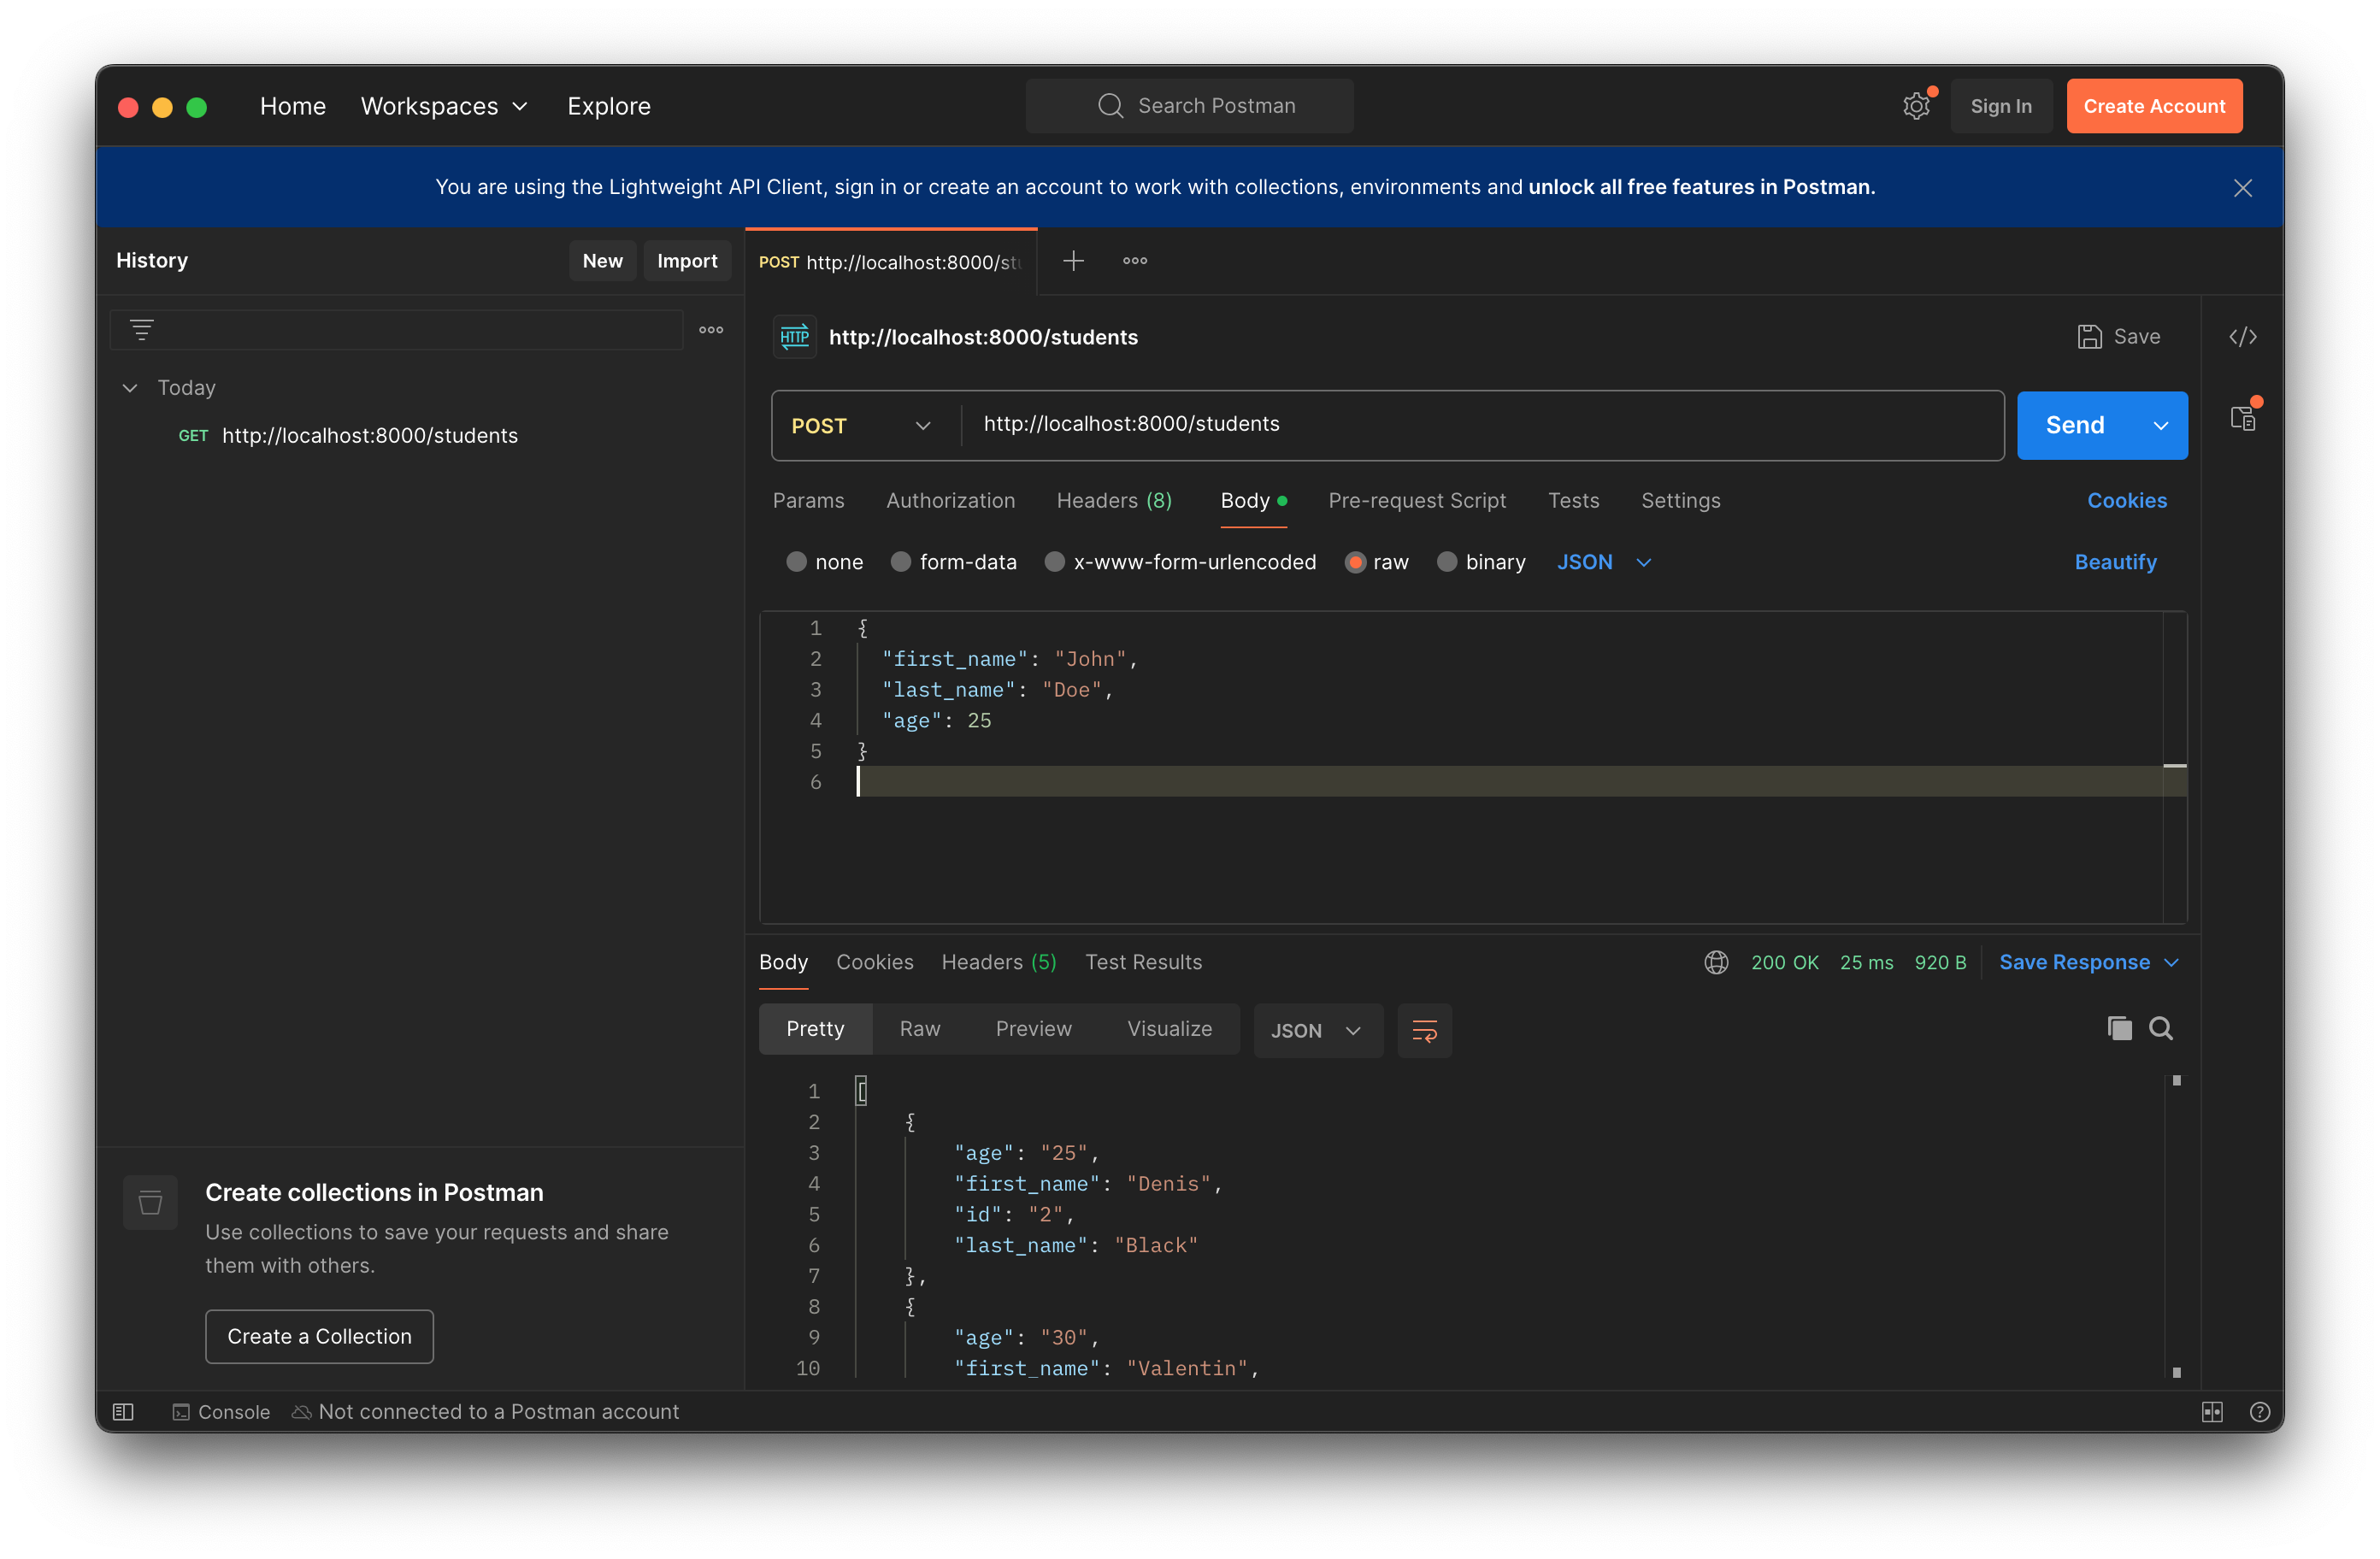 Home Workspaces Explore Search Postman Sign In Create Account
You are using the Lightweight API Client, sign in or create an account to work with collections, environments and unlock all free features in Postman.
History New Import
POST http://localhost:8000/stu
HTTP http://localhost:8000/students Save
Today
GET http://localhost:8000/students
POST http://localhost:8000/students Send
Params Authorization Headers (8) Body Pre-request Script Tests Settings Cookies
none form-data x-www-form-urlencoded raw binary JSON Beautify
1 {
2 "first_name": "John",
3 "last_name": "Doe",
4 "age": 25
5 }
6
Body Cookies Headers (5) Test Results 200 OK 25 ms 920 B Save Response
Pretty Raw Preview Visualize JSON
1 [
2 {
3 "age": "25",
4 "first_name": "Denis",
5 "id": "2",
6 "last_name": "Black"
7 },
8 {
9 "age": "30",
10 "first_name": "Valentin",
Create collections in Postman
Use collections to save your requests and share
them with others.
Create a Collection
Console Not connected to a Postman account